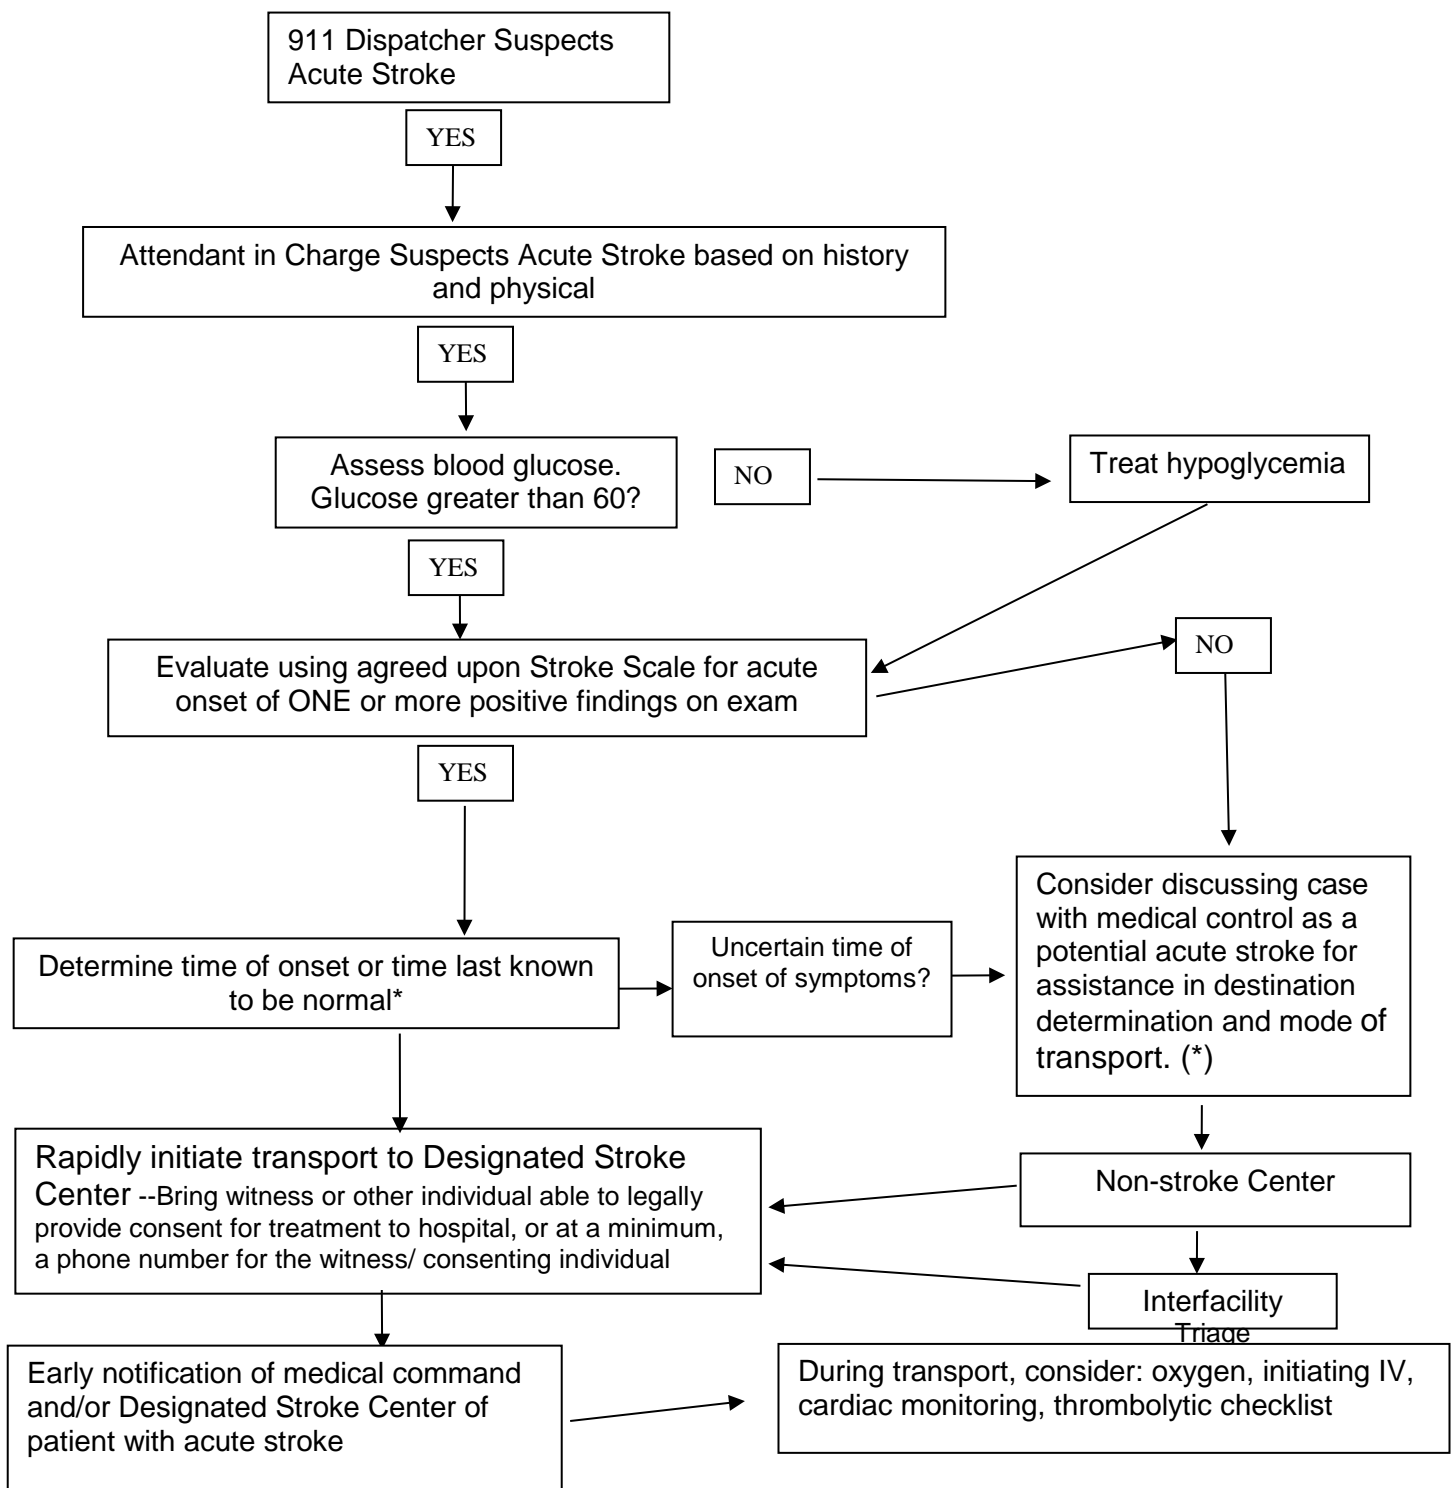 911 Dispatcher Suspects
Acute Stroke
YES
Attendant in Charge Suspects Acute Stroke based on history
and physical
YES
Assess blood glucose.
Glucose greater than 60?
NO
Treat hypoglycemia
YES
Evaluate using agreed upon Stroke Scale for acute
onset of ONE or more positive findings on exam
NO
YES
Determine time of onset or time last known
to be normal*
Uncertain time of
onset of symptoms?
Consider discussing case
with medical control as a
potential acute stroke for
assistance in destination
determination and mode of
transport. (*)
Rapidly initiate transport to Designated Stroke
Center --Bring witness or other individual able to legally
provide consent for treatment to hospital, or at a minimum,
a phone number for the witness/ consenting individual
Non-stroke Center
Interfacility
Triage
Early notification of medical command
and/or Designated Stroke Center of
patient with acute stroke
During transport, consider: oxygen, initiating IV,
cardiac monitoring, thrombolytic checklist